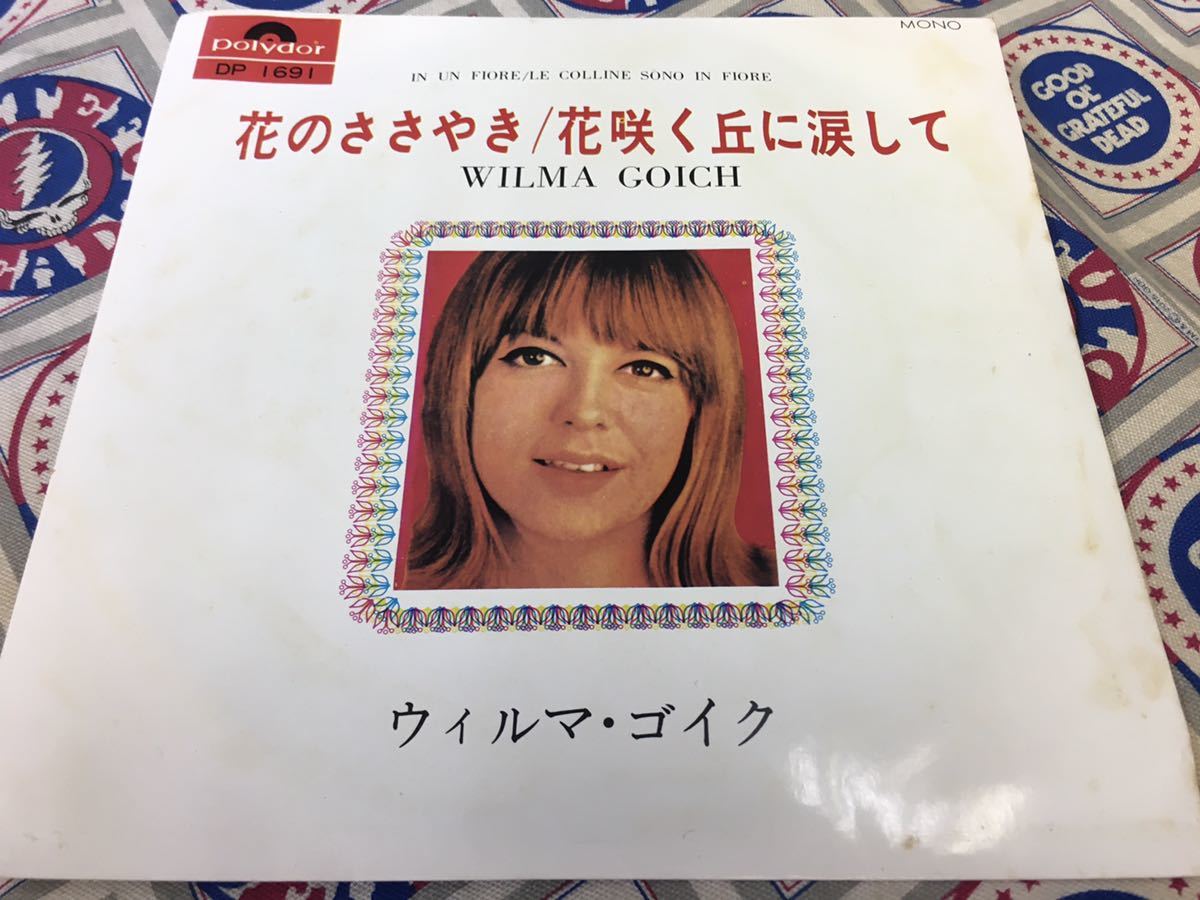 polydor
DP 1691
MONO
IN UN FIORE/LE COLLINE SONO IN FIORE
花のささやき/花咲く丘に涙して
WILMA GOICH
ウィルマ・ゴイク
GOOD
OL'
GRATEFUL
DEAD